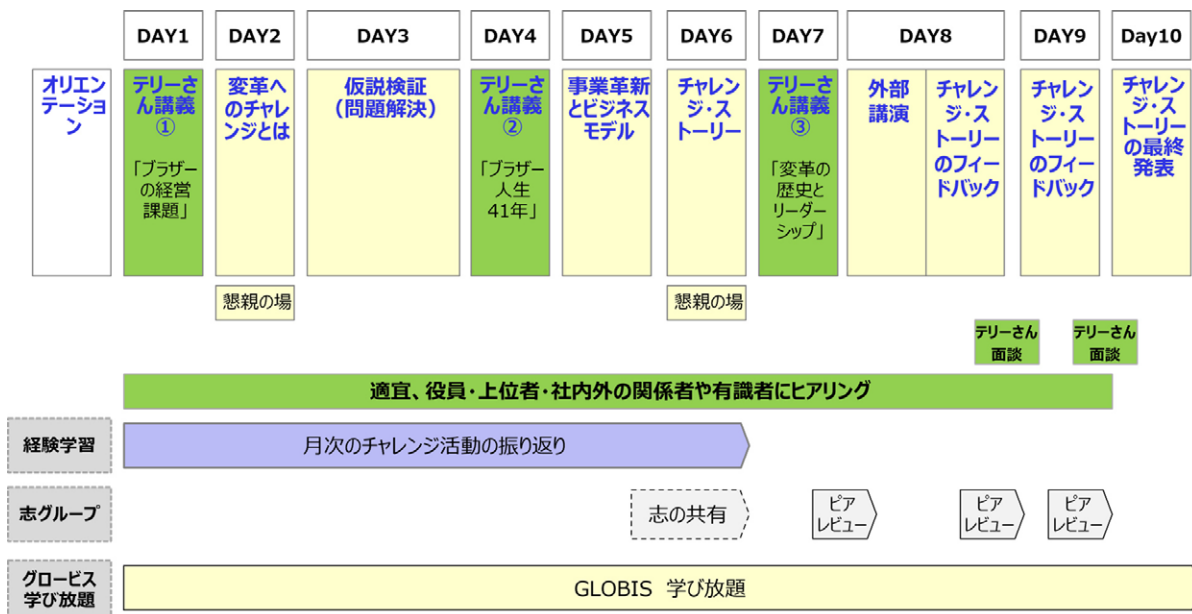 DAY1
DAY2
DAY3
DAY4
DAY5
DAY6
DAY7
DAY8
DAY9
Day10
オリエン
テーショ
ン
テリーさ
ん講義
①
「ブラザー
の経営
課題」
変革へ
のチャレ
ンジとは
仮説検証
（問題解決）
テリーさ
ん講義
②
「ブラザー
人生
41年」
事業革新
とビジネス
モデル
チャレン
ジ・ス
トーリー
テリーさ
ん講義
③
「変革の
歴史と
リーダー
シップ」
外部
講演
チャレン
ジ・ス
トーリー
のフィー
ドバック
チャレン
ジ・ス
トーリー
のフィー
ドバック
チャレン
ジ・ス
トーリー
の最終
発表
懇親の場
懇親の場
テリーさん
面談
テリーさん
面談
適宜、役員・上位者・社内外の関係者や有識者にヒアリング
経験学習
月次のチャレンジ活動の振り返り
志グループ
志の共有
ピア
レビュー
ピア
レビュー
ピア
レビュー
グロービス
学び放題
GLOBIS 学び放題